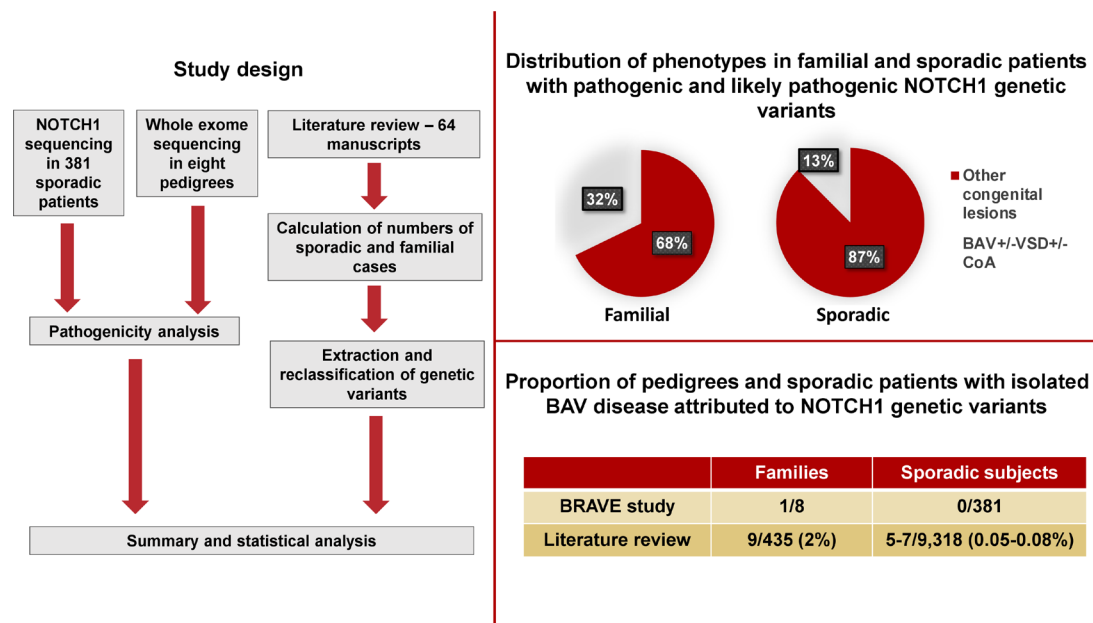 Study design
NOTCH1
sequencing
in 381
sporadic
patients
Whole exome
sequencing
in eight
pedigrees
Literature review – 64
manuscripts
Calculation of numbers of
sporadic and familial
cases
Pathogenicity analysis
Extraction and
reclassification of genetic
variants
Summary and statistical analysis
Distribution of phenotypes in familial and sporadic patients
with pathogenic and likely pathogenic NOTCH1 genetic
variants
32%
68%
Familial
13%
87%
Sporadic
Other
congenital
lesions
BAV+/-VSD+/-
CoA
Proportion of pedigrees and sporadic patients with isolated
BAV disease attributed to NOTCH1 genetic variants
Families Sporadic subjects
BRAVE study 1/8 0/381
Literature review 9/435 (2%) 5-7/9,318 (0.05-0.08%)